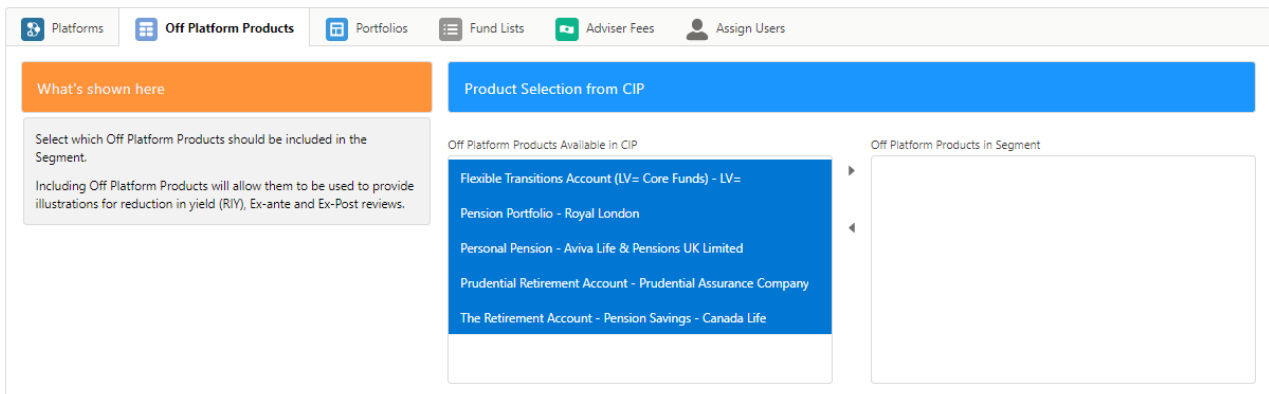 Platforms
Off Platform Products
Portfolios
Fund Lists
Adviser Fees
Assign Users
What's shown here
Select which Off Platform Products should be included in the
Segment.
Including Off Platform Products will allow them to be used to provide
illustrations for reduction in yield (RIY), Ex-ante and Ex-Post reviews.
Product Selection from CIP
Off Platform Products Available in CIP
Flexible Transitions Account (LV= Core Funds) - LV=
Pension Portfolio - Royal London
Personal Pension - Aviva Life & Pensions UK Limited
Prudential Retirement Account - Prudential Assurance Company
The Retirement Account - Pension Savings - Canada Life
Off Platform Products in Segment